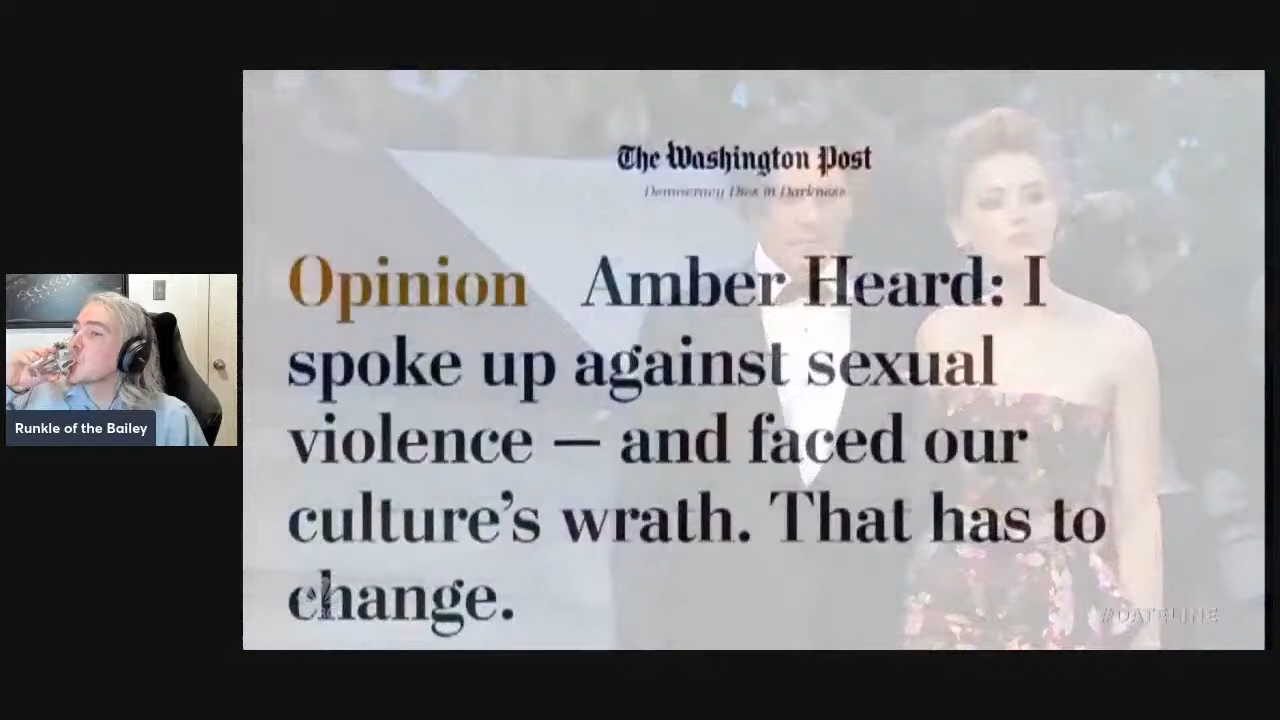 The Washington Post
Democracy Dies in Darkness
Opinion Amber Heard: I
spoke up against sexual
violence — and faced our
culture’s wrath. That has to
change.
#DATELINE
Runkle of the Bailey